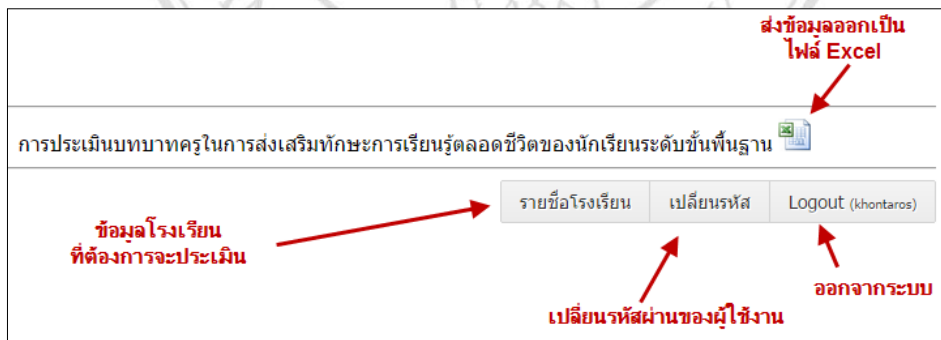 ส่งข้อมูลออกเป็น
ไฟล์ Excel
การประเมินบทบาทครูในการส่งเสริมทักษะการเรียนรู้ตลอดชีวิตของนักเรียนระดับขั้นพื้นฐาน
รายชื่อโรงเรียน เปลี่ยนรหัส Logout (khontaros)
ข้อมูลโรงเรียน
ที่ต้องการจะประเมิน
ออกจากระบบ
เปลี่ยนรหัสผ่านของผู้ใช้งาน